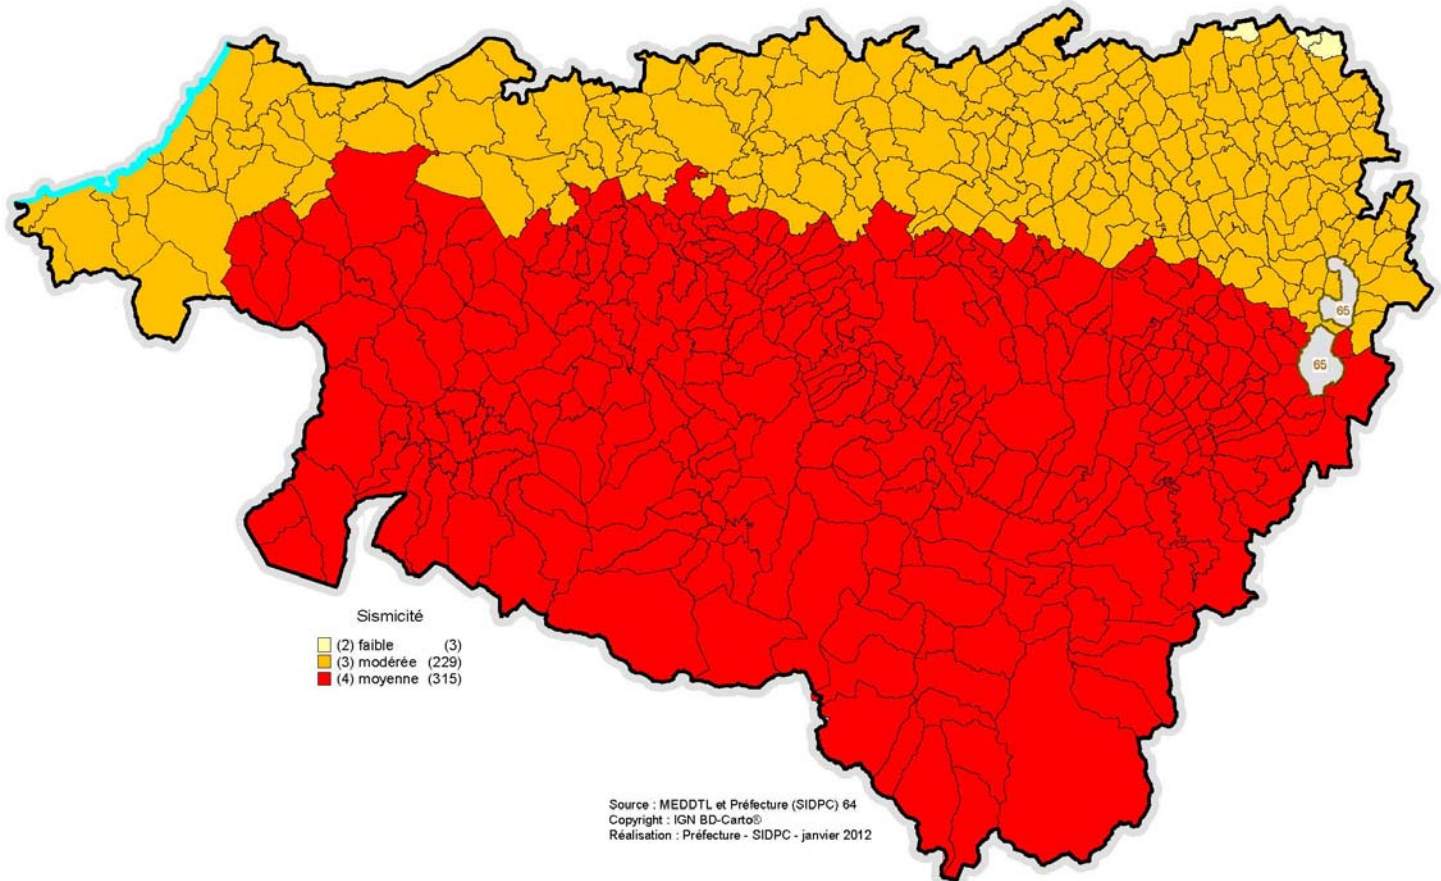 65
65
Sismicité
(2) faible (3)
(3) modérée (229)
(4) moyenne (315)
Source : MEDDTL et Préfecture (SIDPC) 64
Copyright : IGN BD-Carto®
Réalisation : Préfecture - SIDPC - janvier 2012